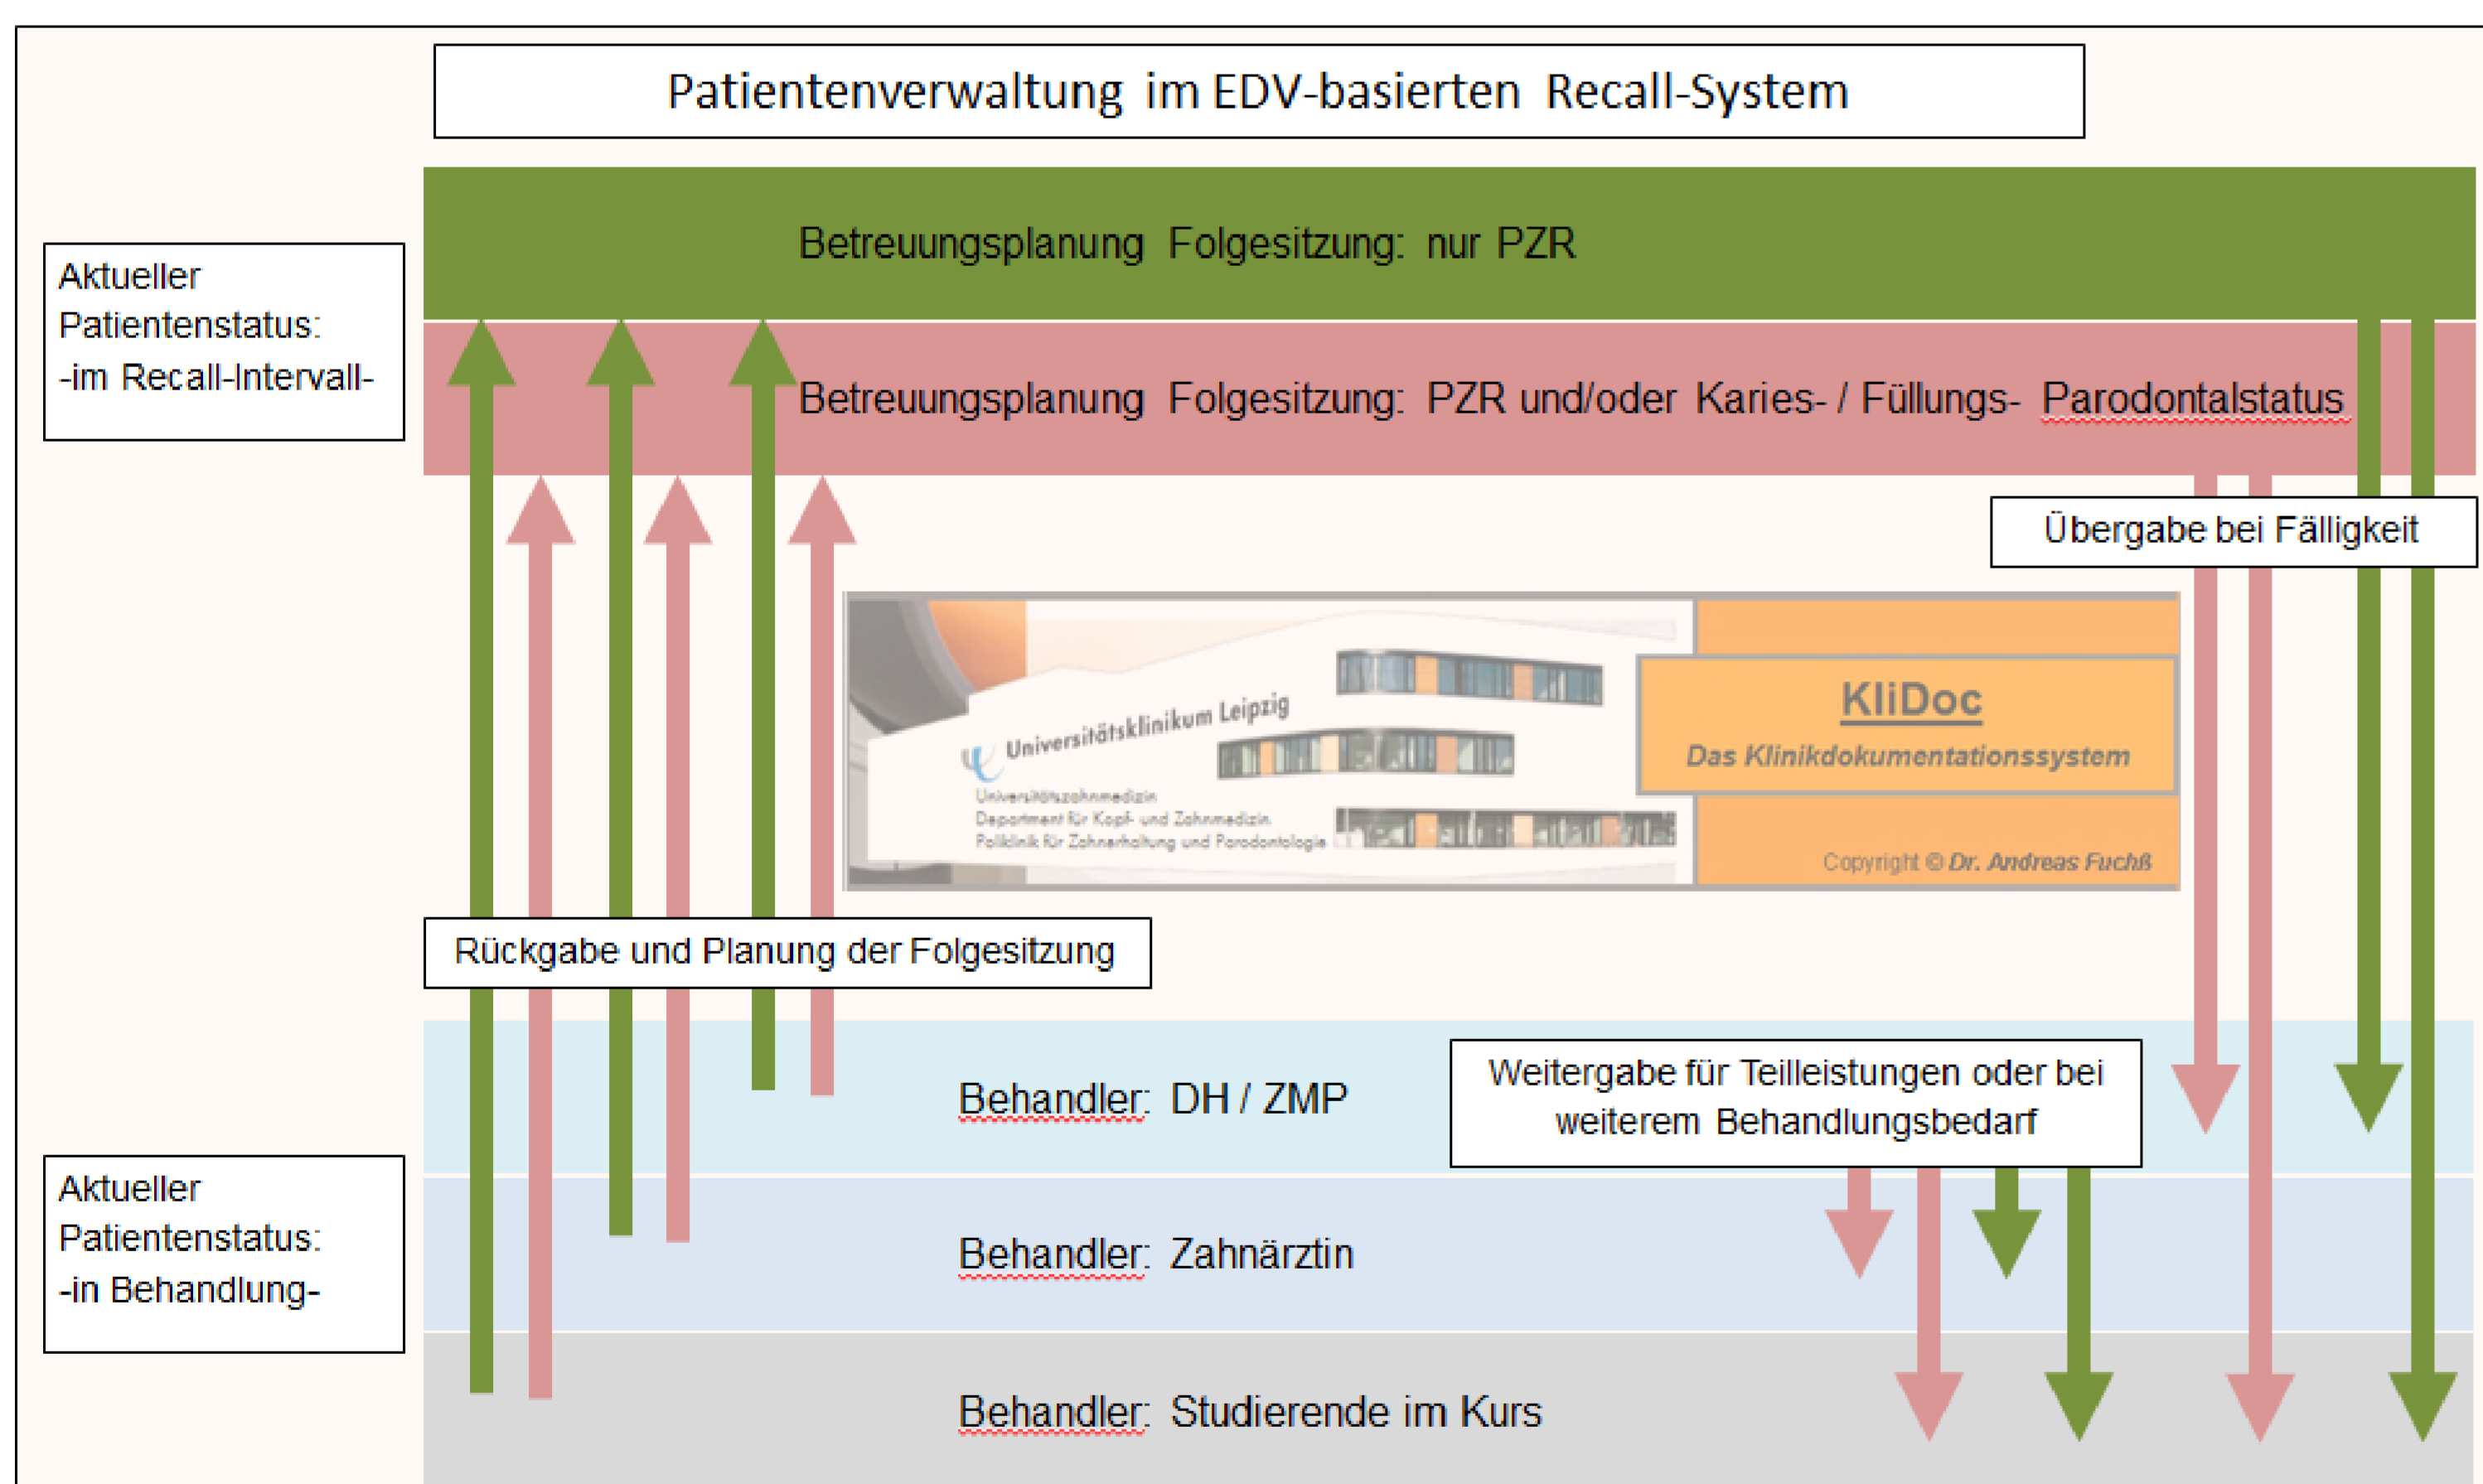 Patientenverwaltung im EDV-basierten Recall-System
Betreuungsplanung Folgesitzung: nur PZR
Aktueller
Patientenstatus:
-im Recall-Intervall-
Betreuungsplanung Folgesitzung: PZR und/oder Karies- / Füllungs- Parodontalstatus
Übergabe bei Fälligkeit
Universitätsklinikum Leipzig
Universitätszahnmedizin
Department für Kopf- und Zahnmedizin
Poliklinik für Zahnerhaltung und Parodontologie
KliDoc
Das Klinikdokumentationssystem
Copyright © Dr. Andreas Fuchß
Rückgabe und Planung der Folgesitzung
Behandler: DH / ZMP
Weitergabe für Teilleistungen oder bei
weiterem Behandlungsbedarf
Aktueller
Patientenstatus:
-in Behandlung-
Behandler: Zahnärztin
Behandler: Studierende im Kurs